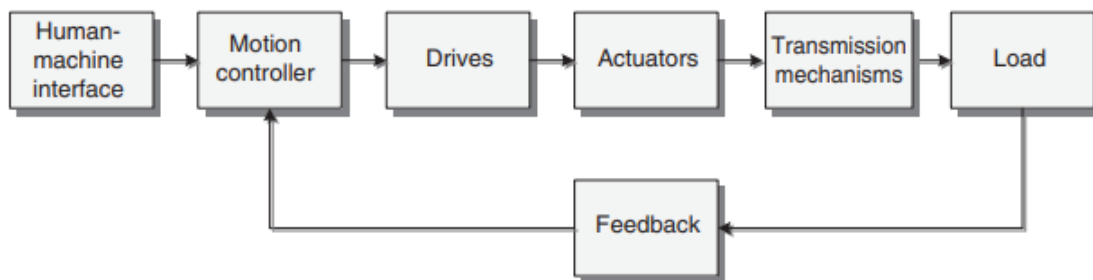 Human-
machine
interface
Motion
controller
Drives
Actuators
Transmission
mechanisms
Load
Feedback